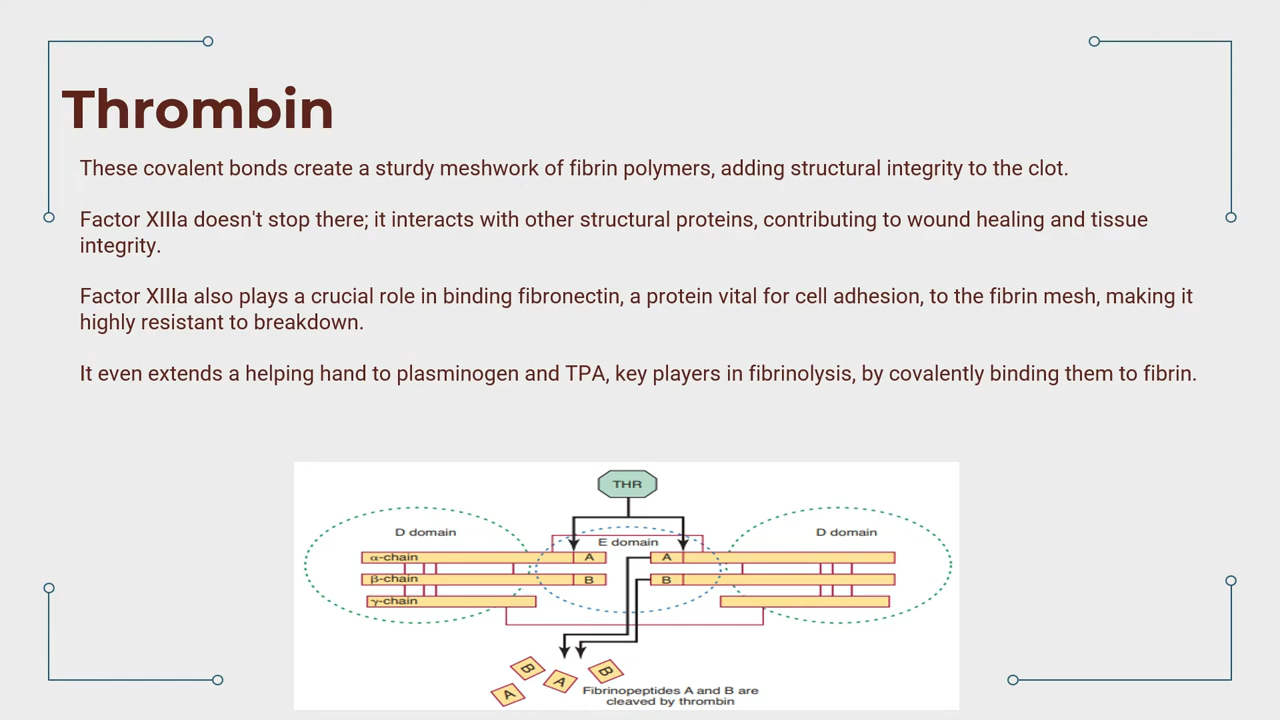 Thrombin
These covalent bonds create a sturdy meshwork of fibrin polymers, adding structural integrity to the clot.
Factor XIIIa doesn't stop there; it interacts with other structural proteins, contributing to wound healing and tissue
integrity.
Factor XIIIa also plays a crucial role in binding fibronectin, a protein vital for cell adhesion, to the fibrin mesh, making it
highly resistant to breakdown.
It even extends a helping hand to plasminogen and TPA, key players in fibrinolysis, by covalently binding them to fibrin.
THR
D domain
E domain
D domain
α-chain
A
A
β-chain
B
B
γ-chain
B
B
A
A
Fibrinopeptides A and B are
cleaved by thrombin